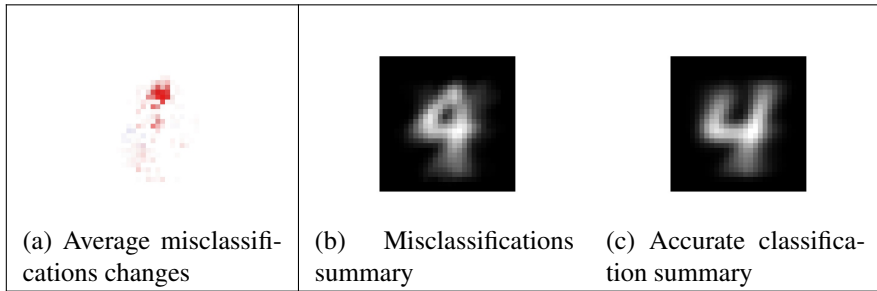 (a) Average misclassifi-
cations changes
(b) Misclassifications
summary
(c) Accurate classifica-
tion summary